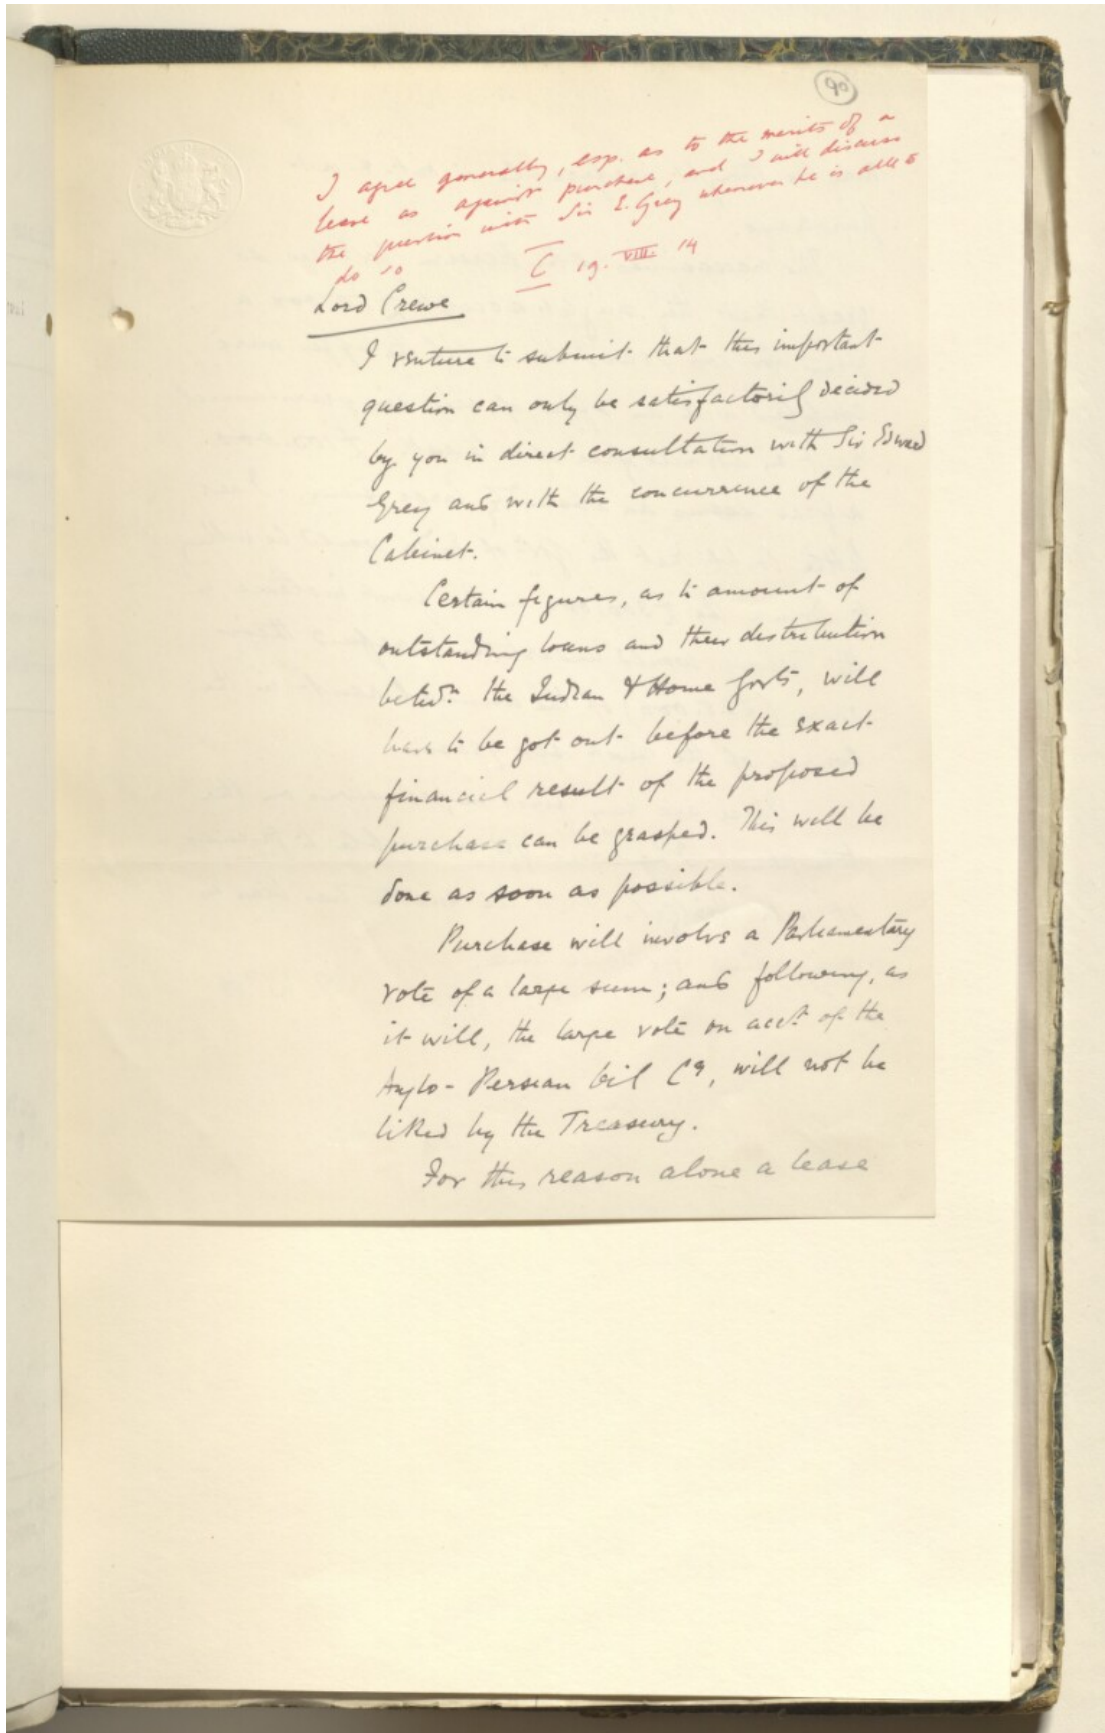 90
I agree generally, esp. as to the merits of a
lease as against purchase, and I will discuss
the question with Sir E. Grey whenever he is able to
do so
C 19. VIII 14
Lord Crewe
I venture to submit that this important
question can only be satisfactorily decided
by you in direct consultation with Sir Edward
Grey and with the concurrence of the
Cabinet.
Certain figures, as to amount of
outstanding loans and their distribution
betwn. the Indian & Home Govts, will
have to be got out before the exact
financial result of the proposed
purchase can be grasped. This will be
done as soon as possible.
Purchase will involve a Parliamentary
vote of a large sum; and following, as
it will, the large vote on acct. of the
Anglo-Persian Oil Co, will not be
liked by the Treasury.
For this reason alone a lease